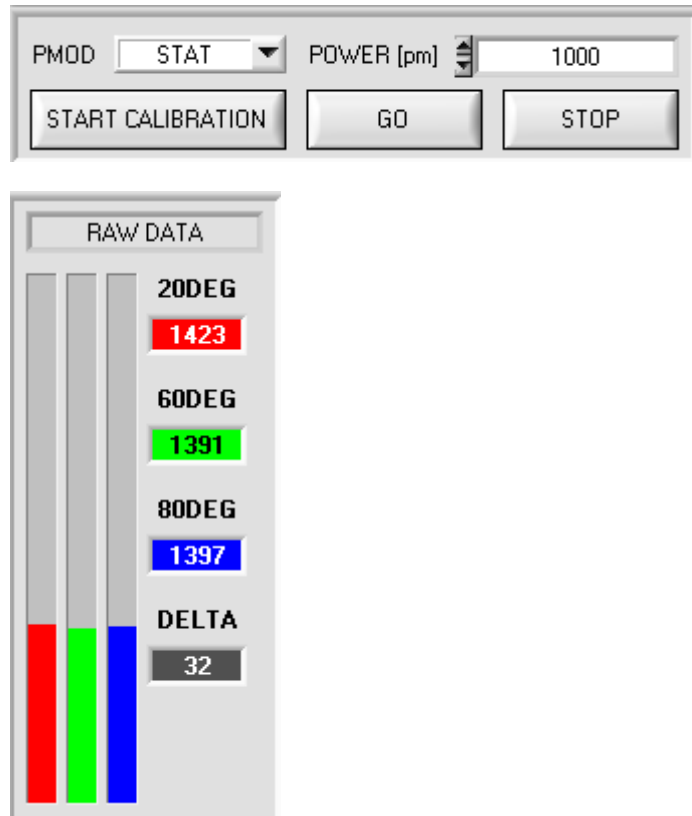 PMOD STAT POWER [pm] 1000
START CALIBRATION GO STOP
RAW DATA
20DEG
1423
60DEG
1391
80DEG
1397
DELTA
32